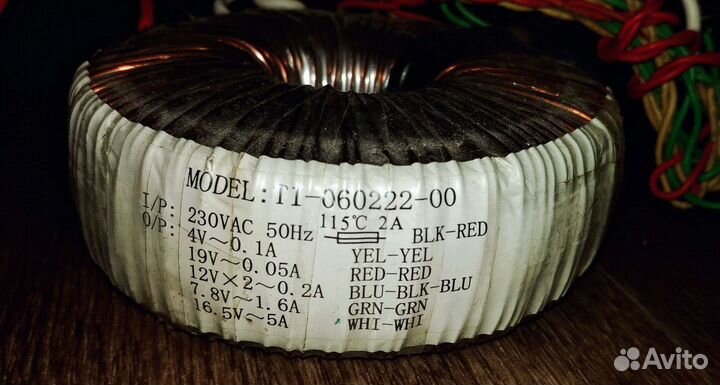 MODEL: T1-060222-00
I/P: 230VAC 50Hz 115℃ 2A BLK-RED
O/P: 4V~0.1A YEL-YEL
19V~0.05A RED-RED
12V×2~0.2A BLU-BLK-BLU
7.8V~1.6A GRN-GRN
16.5V~5A WHI-WHI
Avito